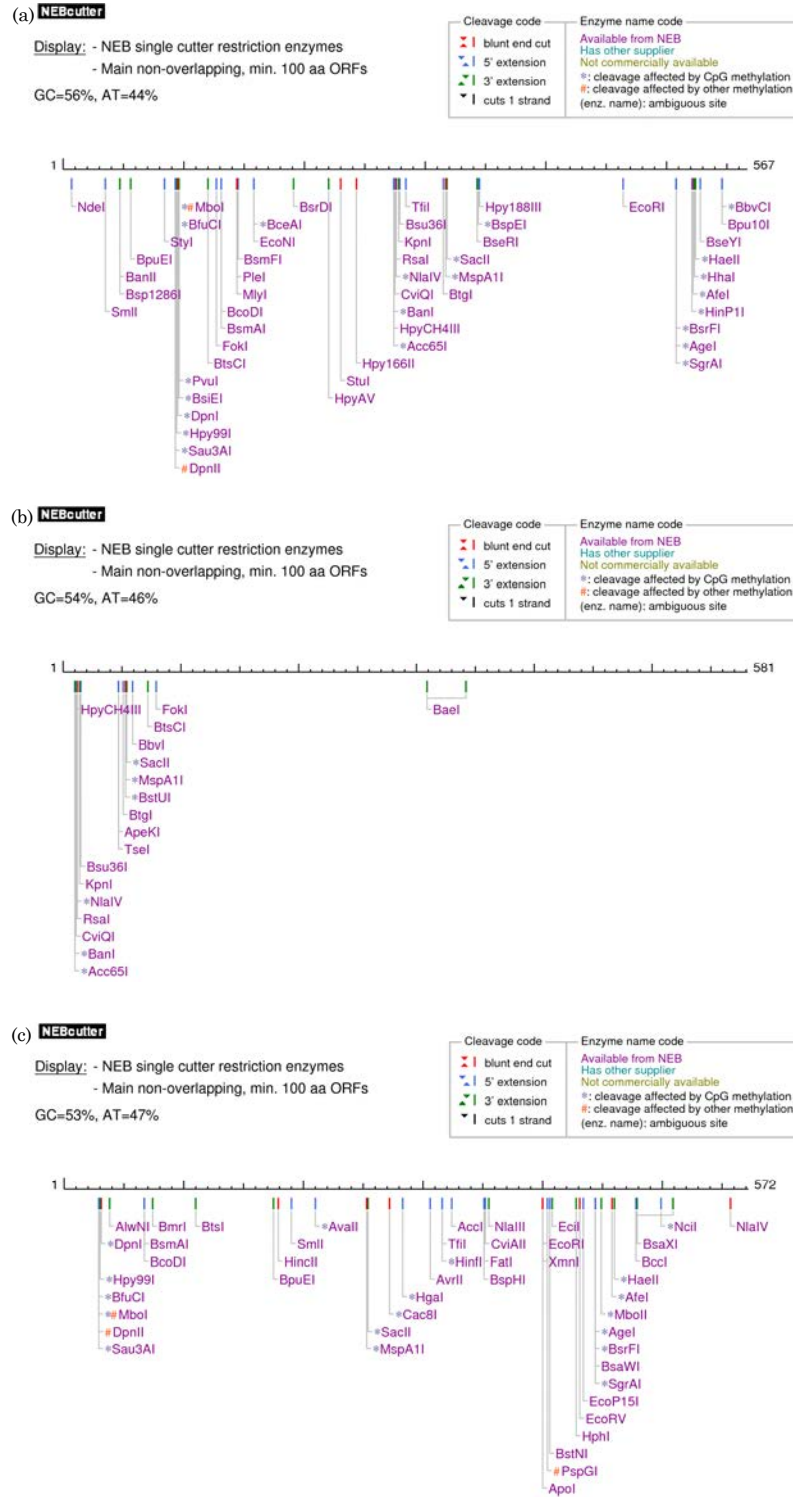 (a) NEBcutter
Display: - NEB single cutter restriction enzymes
- Main non-overlapping, min. 100 aa ORFs
GC=56%, AT=44%
Cleavage code
blunt end cut
5' extension
3' extension
cuts 1 strand
Enzyme name code
Available from NEB
Has other supplier
Not commercially available
*: cleavage affected by CpG methylation
#: cleavage affected by other methylation
(enz. name): ambiguous site
1 567
NdeI *#MboI BsrDI TfiI Hpy188III EcoRI *BbvCI
*BfuCI *BceAI Bsu36I *BspEI Bpu10I
StyI EcoNI KpnI BseRI BseYI
BpuEI BsmFI RsaI *SacII *HaeII
BanII PleI *NlaIV *MspA1I *HhaI
Bsp1286I MlyI CviQI BtgI *AfeI
SmlI BcoDI *BanI *HinP1I
BsmAI HpyCH4III *BsrFI
FokI *Acc65I *AgeI
BtsCI Hpy166II *SgrAI
*PvuI StuI
*BsiEI HpyAV
*DpnI
*Hpy99I
*Sau3AI
#DpnII
(b) NEBcutter
Display: - NEB single cutter restriction enzymes
- Main non-overlapping, min. 100 aa ORFs
GC=54%, AT=46%
Cleavage code
blunt end cut
5' extension
3' extension
cuts 1 strand
Enzyme name code
Available from NEB
Has other supplier
Not commercially available
*: cleavage affected by CpG methylation
#: cleavage affected by other methylation
(enz. name): ambiguous site
1 581
HpyCH4III FokI BaeI
BtsCI
BbvI
*SacII
*MspA1I
*BstUI
BtgI
ApeKI
TseI
Bsu36I
KpnI
*NlaIV
RsaI
CviQI
*BanI
*Acc65I
(c) NEBcutter
Display: - NEB single cutter restriction enzymes
- Main non-overlapping, min. 100 aa ORFs
GC=53%, AT=47%
Cleavage code
blunt end cut
5' extension
3' extension
cuts 1 strand
Enzyme name code
Available from NEB
Has other supplier
Not commercially available
*: cleavage affected by CpG methylation
#: cleavage affected by other methylation
(enz. name): ambiguous site
1 572
AlwNI BmrI BtsI *AvaII AccI NlaIII EciI *NciI NlaIV
*DpnI BsmAI SmlI TfiI CviAII EcoRI BsaXI
BcoDI HincII *HinfI FatI XmnI BccI
*Hpy99I BpuEI AvrII BspHI *HaeII
*BfuCI *HgaI *AfeI
*#MboI *Cac8I *MboII
#DpnII *SacII *AgeI
*Sau3AI *MspA1I *BsrFI
BsaWI
*SgrAI
EcoP15I
EcoRV
HphI
BstNI
#PspGI
ApoI